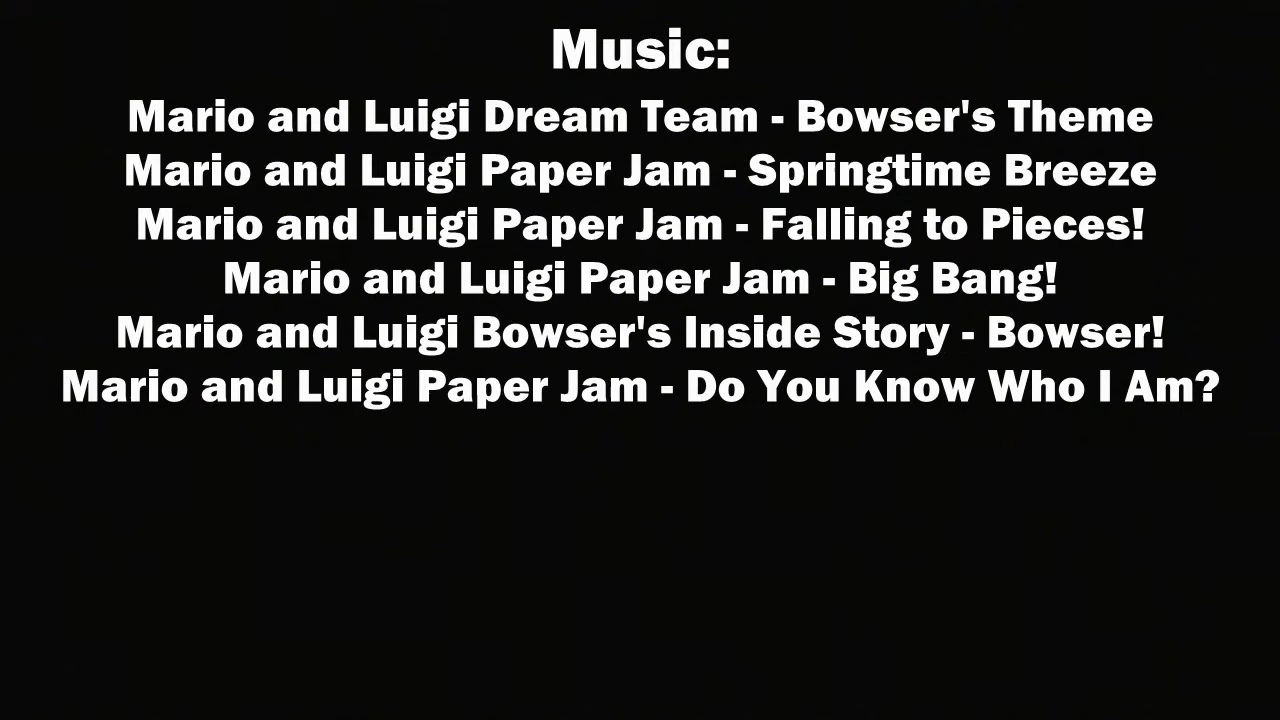 Music:
Mario and Luigi Dream Team - Bowser's Theme
Mario and Luigi Paper Jam - Springtime Breeze
Mario and Luigi Paper Jam - Falling to Pieces!
Mario and Luigi Paper Jam - Big Bang!
Mario and Luigi Bowser's Inside Story - Bowser!
Mario and Luigi Paper Jam - Do You Know Who I Am?